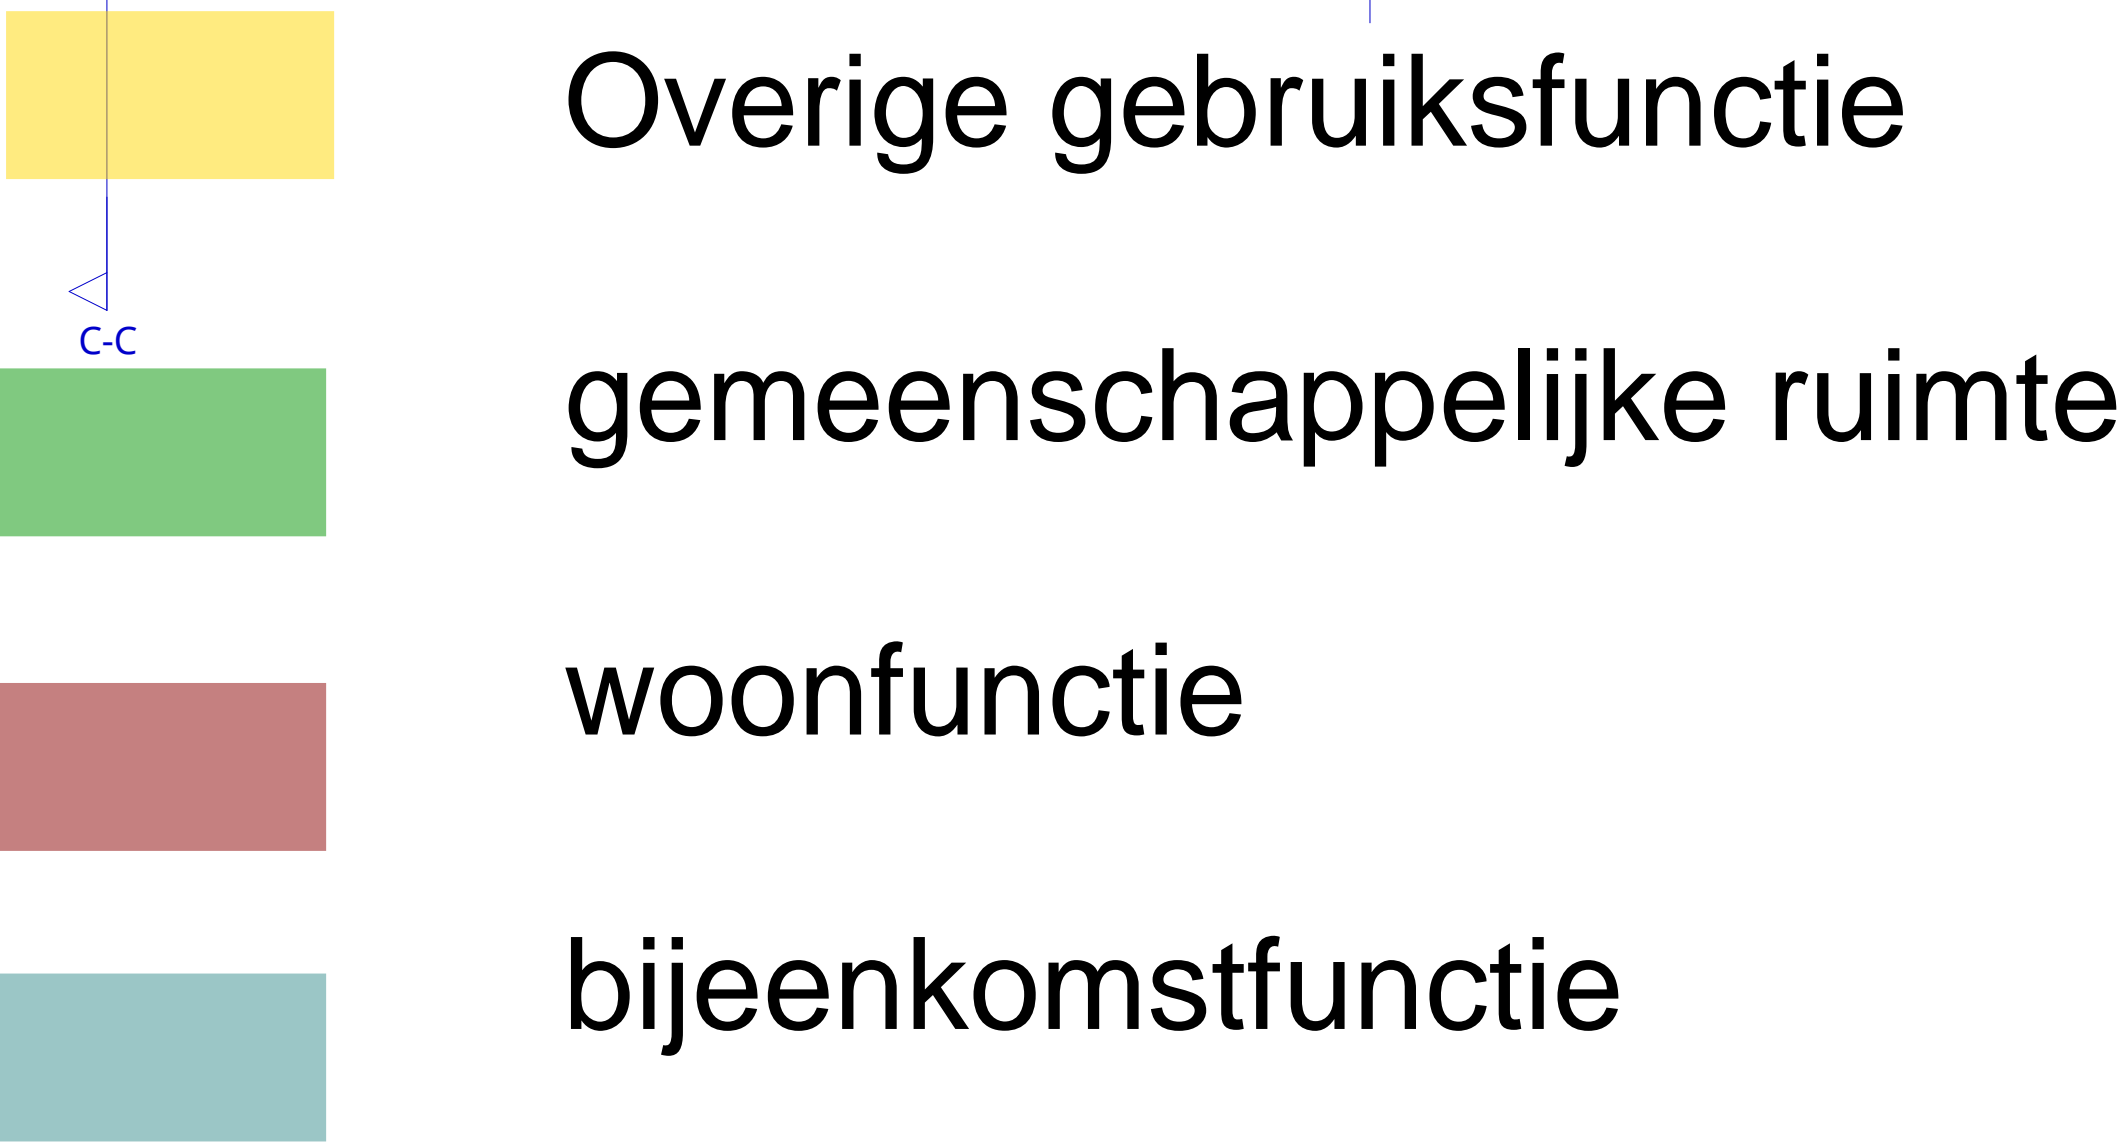 Overige gebruiksfunctie
C-C
gemeenschappelijke ruimte
woonfunctie
bijeenkomstfunctie